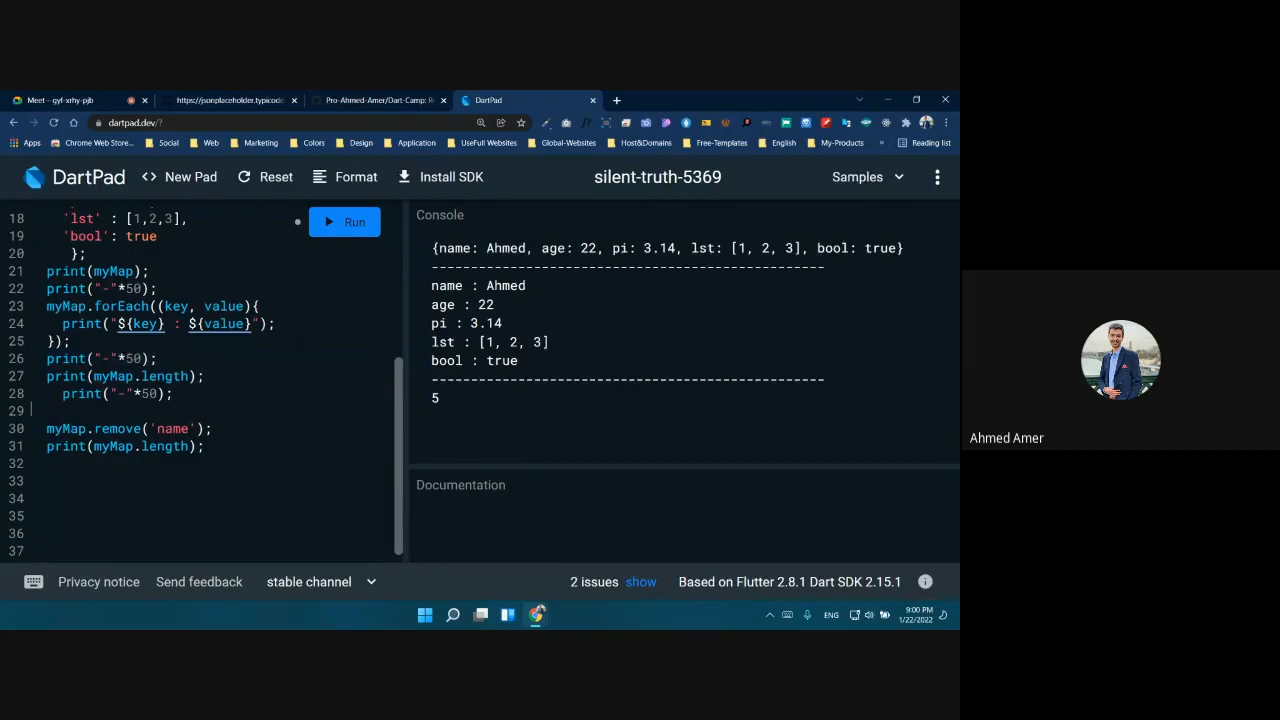 Meet – gyf-xrhy-pjb
https://jsonplaceholder.typicode
Pro-Ahmed-Amer/Dart-Camp: R
DartPad
dartpad.dev/?
Apps
Chrome Web Store...
Social
Web
Marketing
Colors
Design
Application
UseFull Websites
Global-Websites
Host&Domains
Free-Templates
English
My-Products
»
Reading list
DartPad
<> New Pad
Reset
Format
Install SDK
silent-truth-5369
Samples
Run
18 'lst' : [1,2,3],
19 'bool': true
20 };
21 print(myMap);
22 print("-"*50);
23 myMap.forEach((key, value){
24 print("${key} : ${value}");
25 });
26 print("-"*50);
27 print(myMap.length);
28 print("-"*50);
29
30 myMap.remove('name');
31 print(myMap.length);
32
33
34
35
36
37
Console
{name: Ahmed, age: 22, pi: 3.14, lst: [1, 2, 3], bool: true}
--------------------------------------------------
name : Ahmed
age : 22
pi : 3.14
lst : [1, 2, 3]
bool : true
--------------------------------------------------
5
Documentation
Privacy notice
Send feedback
stable channel
2 issues show
Based on Flutter 2.8.1 Dart SDK 2.15.1
ENG
9:00 PM
1/22/2022
Ahmed Amer